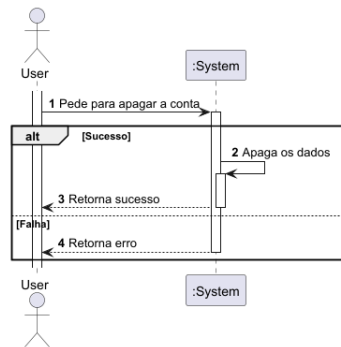 User
:System
1 Pede para apagar a conta
alt [Sucesso]
2 Apaga os dados
3 Retorna sucesso
[Falha]
4 Retorna erro
User
:System